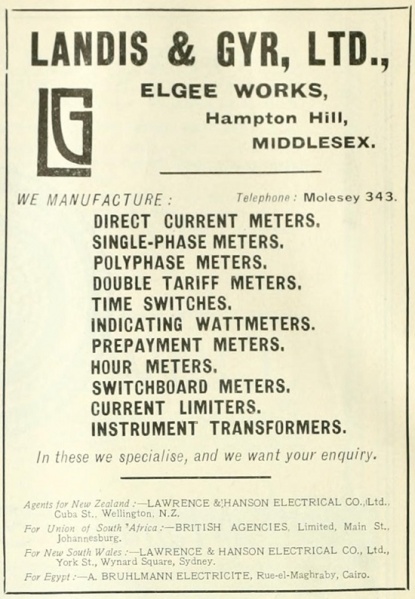 LANDIS & GYR, LTD.,
ELGEE WORKS,
Hampton Hill,
MIDDLESEX.
LG
WE MANUFACTURE :
Telephone : Molesey 343.
DIRECT CURRENT METERS.
SINGLE-PHASE METERS.
POLYPHASE METERS.
DOUBLE TARIFF METERS.
TIME SWITCHES.
INDICATING WATTMETERS.
PREPAYMENT METERS.
HOUR METERS.
SWITCHBOARD METERS.
CURRENT LIMITERS.
INSTRUMENT TRANSFORMERS.
In these we specialise, and we want your enquiry.
Agents for New Zealand :—LAWRENCE & HANSON ELECTRICAL CO., Ltd.,
Cuba St., Wellington, N.Z.
For Union of South Africa :—BRITISH AGENCIES, Limited, Main St.,
Johannesburg.
For New South Wales :—LAWRENCE & HANSON ELECTRICAL CO., Ltd.,
York St., Wynard Square, Sydney.
For Egypt :—A. BRUHLMANN ELECTRICITE, Rue-el-Maghraby, Cairo.